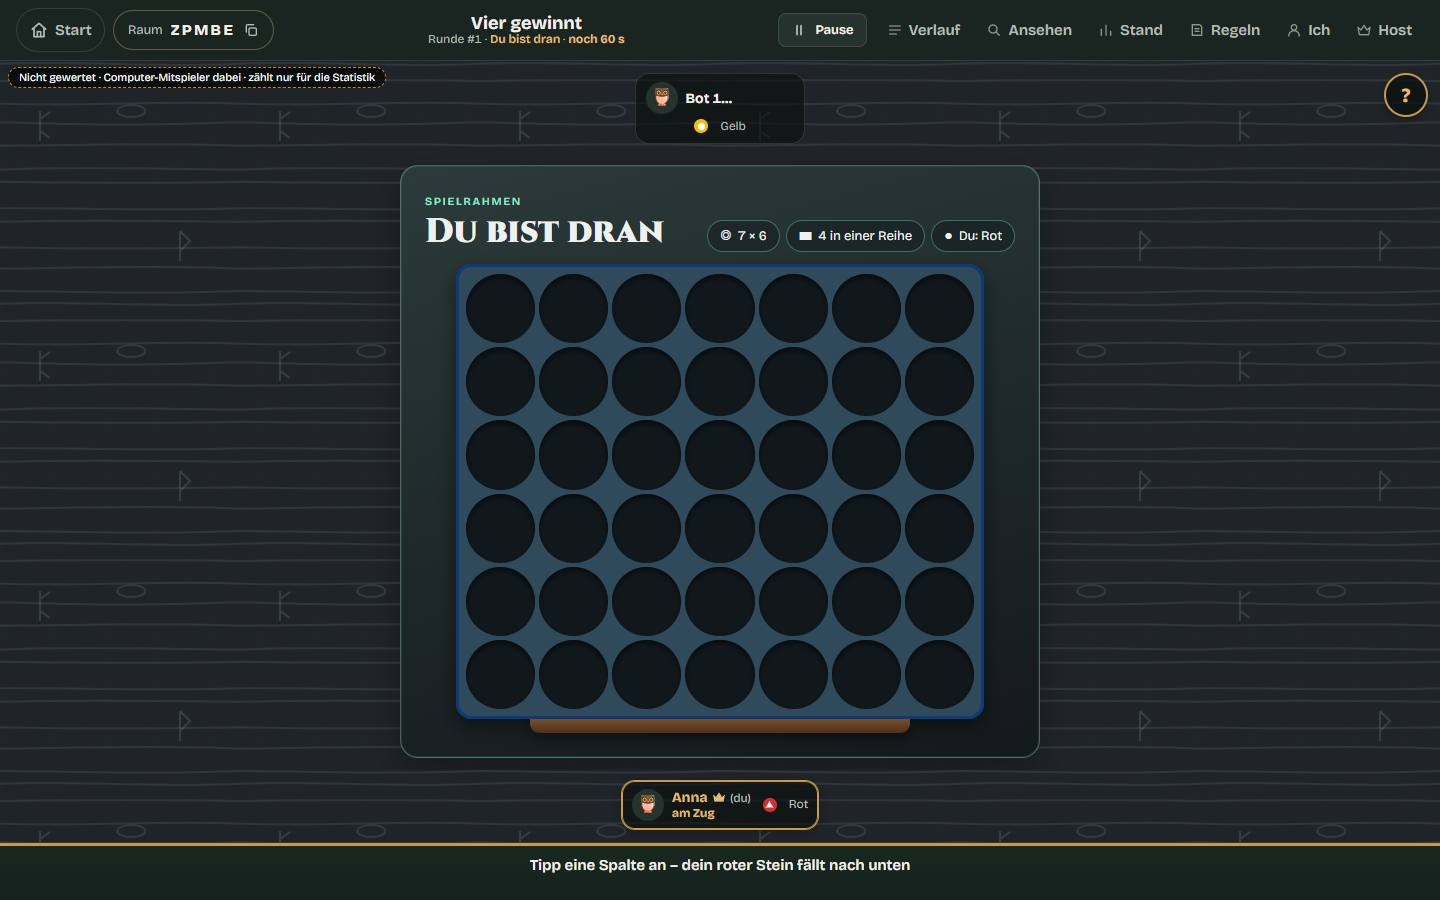 Start
Raum ZPMBE
Vier gewinnt
Runde #1 · Du bist dran · noch 60 s
Pause
Verlauf
Ansehen
Stand
Regeln
Ich
Host
Nicht gewertet · Computer-Mitspieler dabei · zählt nur für die Statistik
Bot 1...
Gelb
?
SPIELRAHMEN
DU BIST DRAN
7 × 6
4 in einer Reihe
Du: Rot
Anna (du)
am Zug
Rot
Tipp eine Spalte an – dein roter Stein fällt nach unten